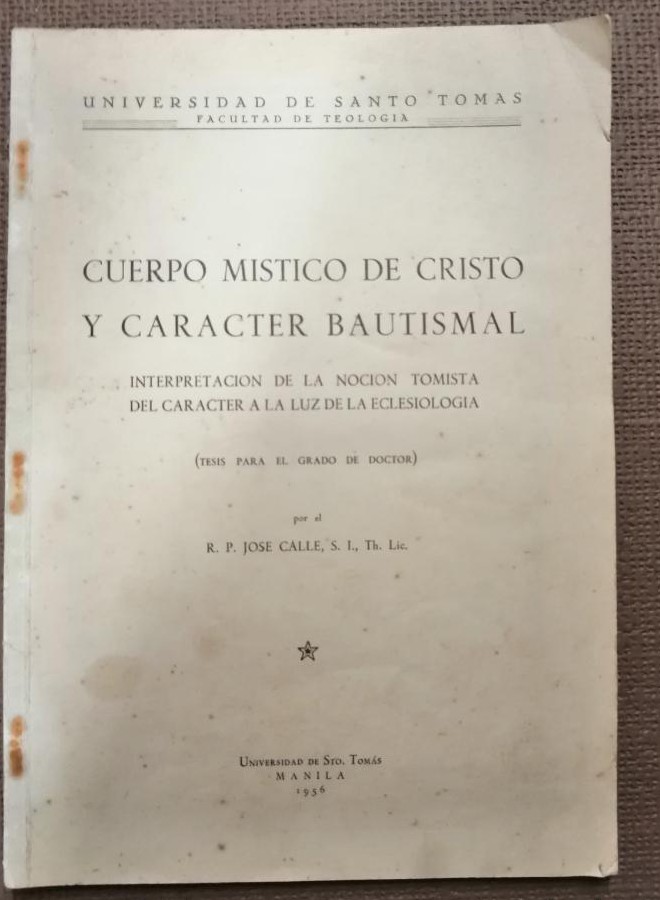 UNIVERSIDAD DE SANTO TOMAS
FACULTAD DE TEOLOGIA
CUERPO MISTICO DE CRISTO
Y CARACTER BAUTISMAL
INTERPRETACION DE LA NOCION TOMISTA
DEL CARACTER A LA LUZ DE LA ECLESIOLOGIA
(TESIS PARA EL GRADO DE DOCTOR)
por el
R. P. JOSE CALLE, S. I., Th. Lic.
UNIVERSIDAD DE STO. TOMÁS
MANILA
1956